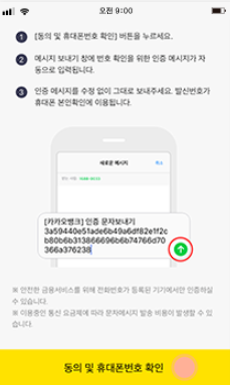 오전 9:00
1 [동의 및 휴대폰번호 확인] 버튼을 누르세요.
2 메시지 보내기 창에 번호 확인을 위한 인증 메시지가 자
동으로 입력됩니다.
3 인증 메시지를 수정 없이 그대로 보내주세요. 발신번호가
휴대폰 본인확인에 이용됩니다.
새로운 메시지 취소
[카카오뱅크] 인증 문자보내기
3a59440e51ade6b49a6df82e1f2c
b80b6b313866696b6b74766d70
366a376238
※ 안전한 금융서비스를 위해 전화번호가 등록된 기기에서만 인증하실
수 있습니다.
※ 이용중인 통신 요금제에 따라 문자메시지 발송 비용이 발생할 수 있
습니다.
동의 및 휴대폰번호 확인